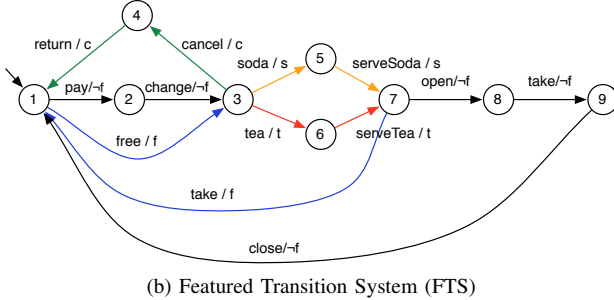 4
return / c
cancel / c
soda / s
5
serveSoda / s
pay/¬f
change/¬f
open/¬f
take/¬f
1
2
3
7
8
9
tea / t
6
serveTea / t
free / f
take / f
close/¬f
(b) Featured Transition System (FTS)